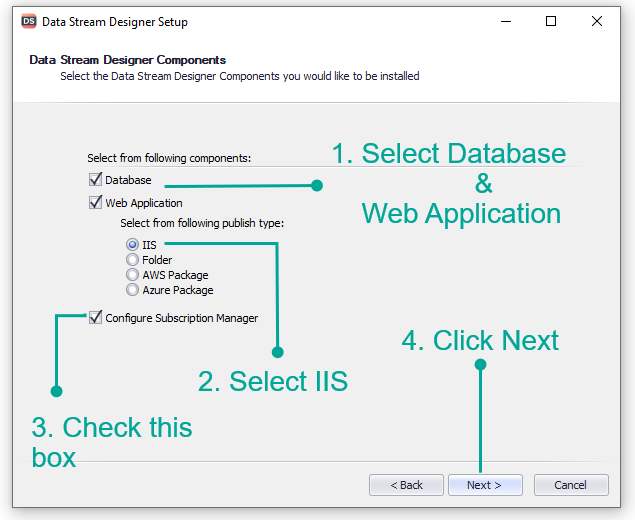 DS Data Stream Designer Setup
Data Stream Designer Components
Select the Data Stream Designer Components you would like to be installed
Select from following components:
1. Select Database
&
Web Application
Database
Web Application
Select from following publish type:
IIS
Folder
AWS Package
Azure Package
Configure Subscription Manager
4. Click Next
2. Select IIS
3. Check this
box
< Back
Next >
Cancel